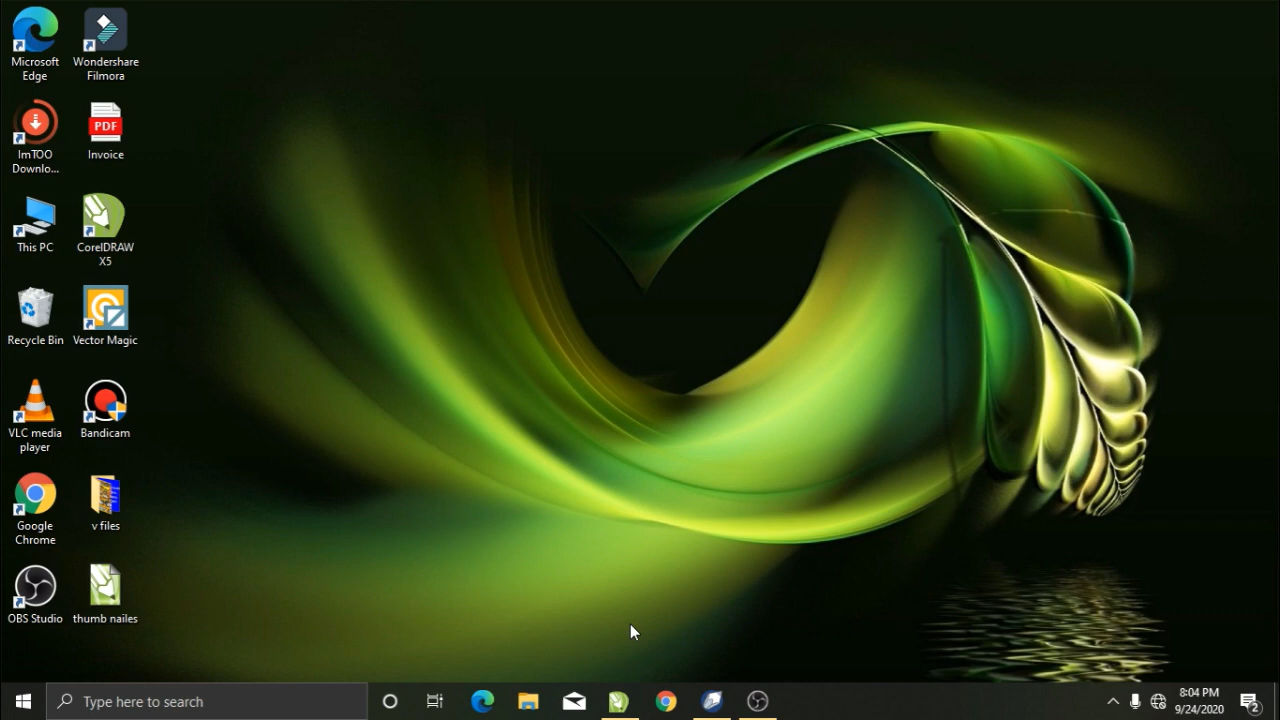 Microsoft
Edge
Wondershare
Filmora
ImTOO
Downlo...
PDF
Invoice
This PC
CorelDRAW
X5
Recycle Bin
Vector Magic
VLC media
player
Bandicam
Google
Chrome
v files
OBS Studio
thumb nailes
Type here to search
8:04 PM
9/24/2020
2